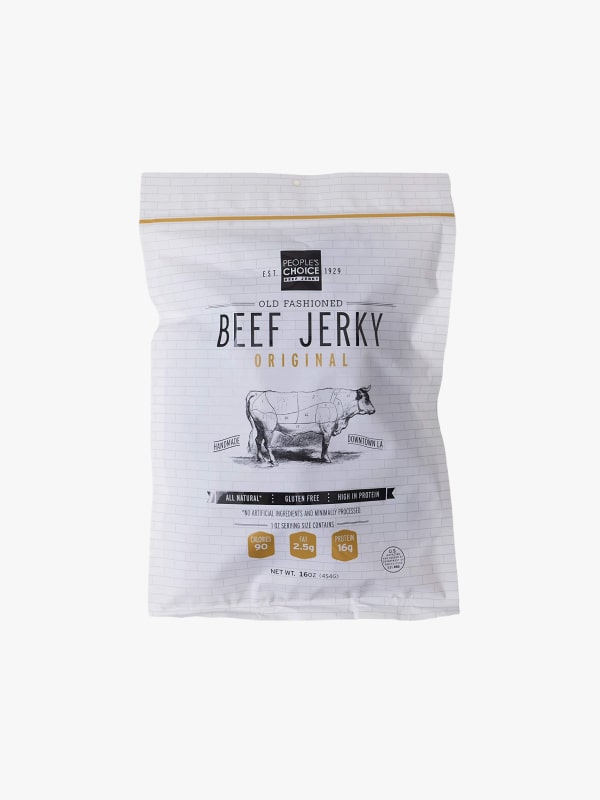 PEOPLE'S
EST. CHOICE 1929
BEEF JERKY
OLD FASHIONED
BEEF JERKY
ORIGINAL
HANDMADE
DOWNTOWN LA
ALL NATURAL* GLUTEN FREE HIGH IN PROTEIN
*NO ARTIFICIAL INGREDIENTS AND MINIMALLY PROCESSED
1 OZ SERVING SIZE CONTAINS
CALORIES FAT PROTEIN
90 2.5g 16g
U.S.
NET WT. 16OZ (454G)